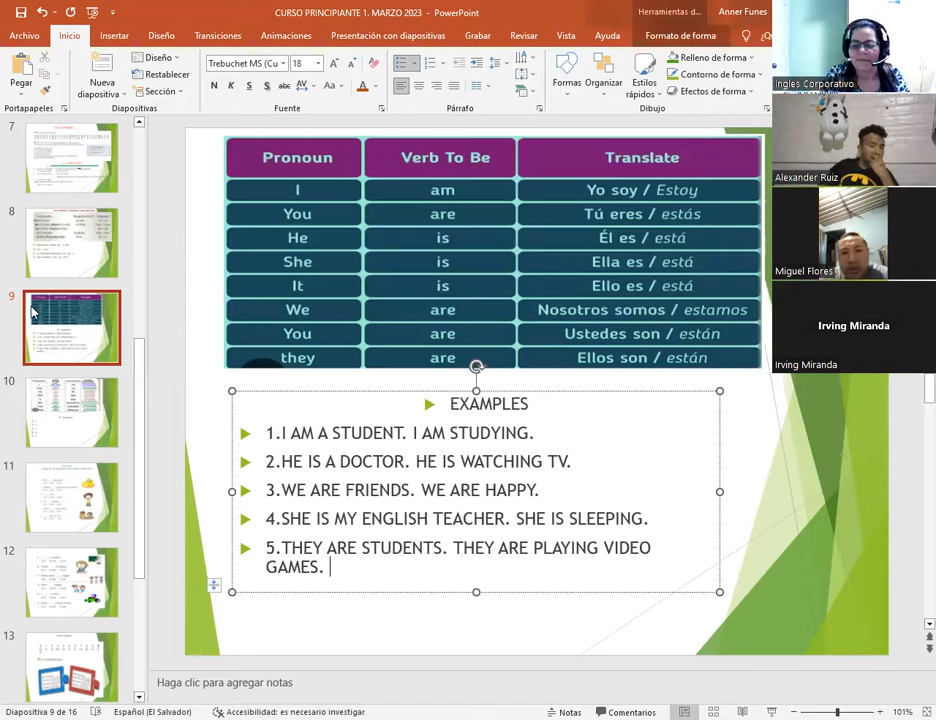 CURSO PRINCIPIANTE 1. MARZO 2023 - PowerPoint
Herramientas d...
Anner Funes
Archivo Inicio Insertar Diseño Transiciones Animaciones Presentación con diapositivas Grabar Revisar Vista Ayuda Formato de forma
Pegar
Nueva diapositiva
Diseño
Restablecer
Sección
Trebuchet MS (Cu
18
N K S abc AV Aa A
Formas
Organizar
Estilos rápidos
Relleno de forma
Contorno de forma
Efectos de forma
Portapapeles
Diapositivas
Fuente
Párrafo
Dibujo
Ingles Corporativo
Alexander Ruiz
Miguel Flores
Irving Miranda
Irving Miranda
7
8
9
10
11
12
13
Pronoun Verb To Be Translate
I am Yo soy / Estoy
You are Tú eres / estás
He is Él es / está
She is Ella es / está
It is Ello es / está
We are Nosotros somos / estamos
You are Ustedes son / están
they are Ellos son / están
EXAMPLES
1.I AM A STUDENT. I AM STUDYING.
2.HE IS A DOCTOR. HE IS WATCHING TV.
3.WE ARE FRIENDS. WE ARE HAPPY.
4.SHE IS MY ENGLISH TEACHER. SHE IS SLEEPING.
5.THEY ARE STUDENTS. THEY ARE PLAYING VIDEO
GAMES.
Haga clic para agregar notas
Diapositiva 9 de 16
Español (El Salvador)
Accesibilidad: es necesario investigar
Notas
Comentarios
101%